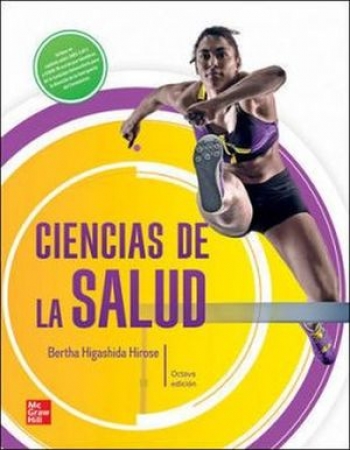 CIENCIAS DE
LA SALUD
Bertha Higashida Hirose
Octava
edición
Mc
Graw
Hill